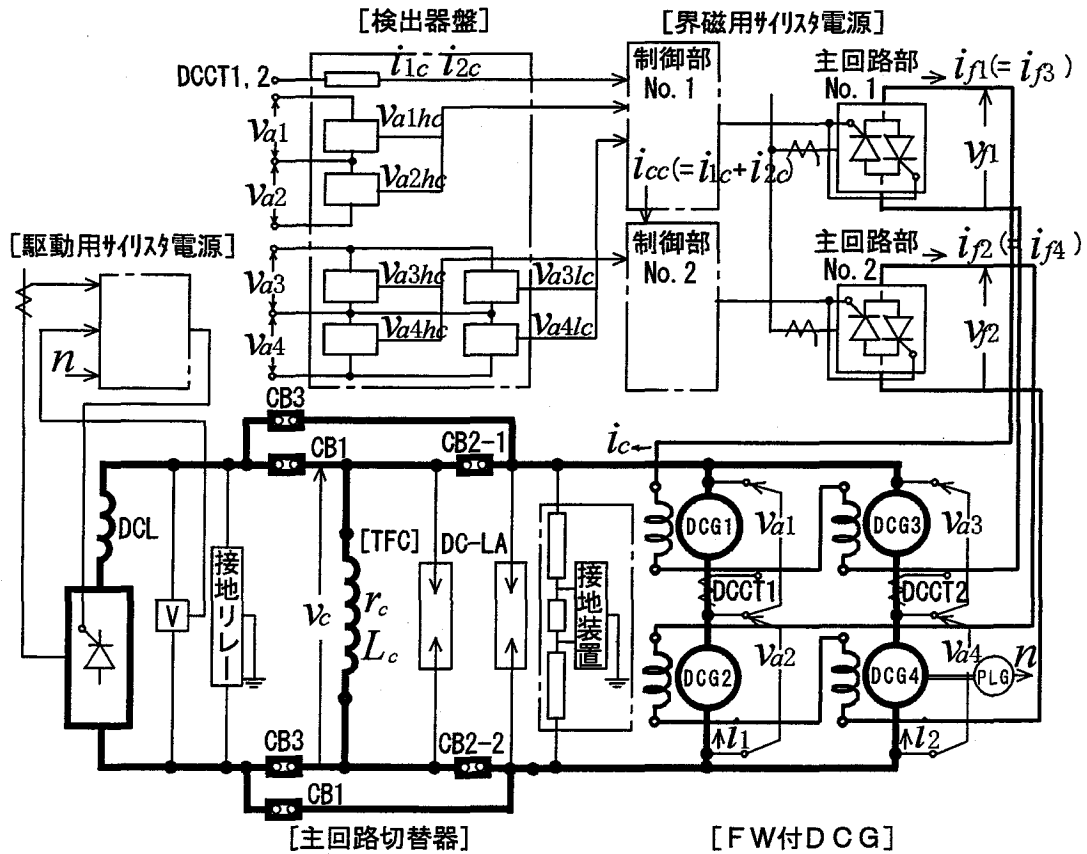 [検出器盤]
[界磁用サイリスタ電源]
DCCT1, 2
i1c i2c
制御部
No. 1
主回路部
No. 1
if1(= if3)
va1
va1hc
va2
va2hc
icc(= i1c + i2c)
vf1
[駆動用サイリスタ電源]
制御部
No. 2
主回路部
No. 2
if2(= if4)
va3
va3hc
va3lc
va4
va4hc
va4lc
vf2
n
CB3
CB1
CB2-1
ic
DCL
[TFC]
DC-LA
DCG1
va1
DCG3
va3
V
接地リレー
vc
rc
Lc
接地装置
DCCT1
DCCT2
DCG2
va2
DCG4
va4
PLG
n
CB3
CB2-2
i1
i2
CB1
[主回路切替器]
[FW付DCG]